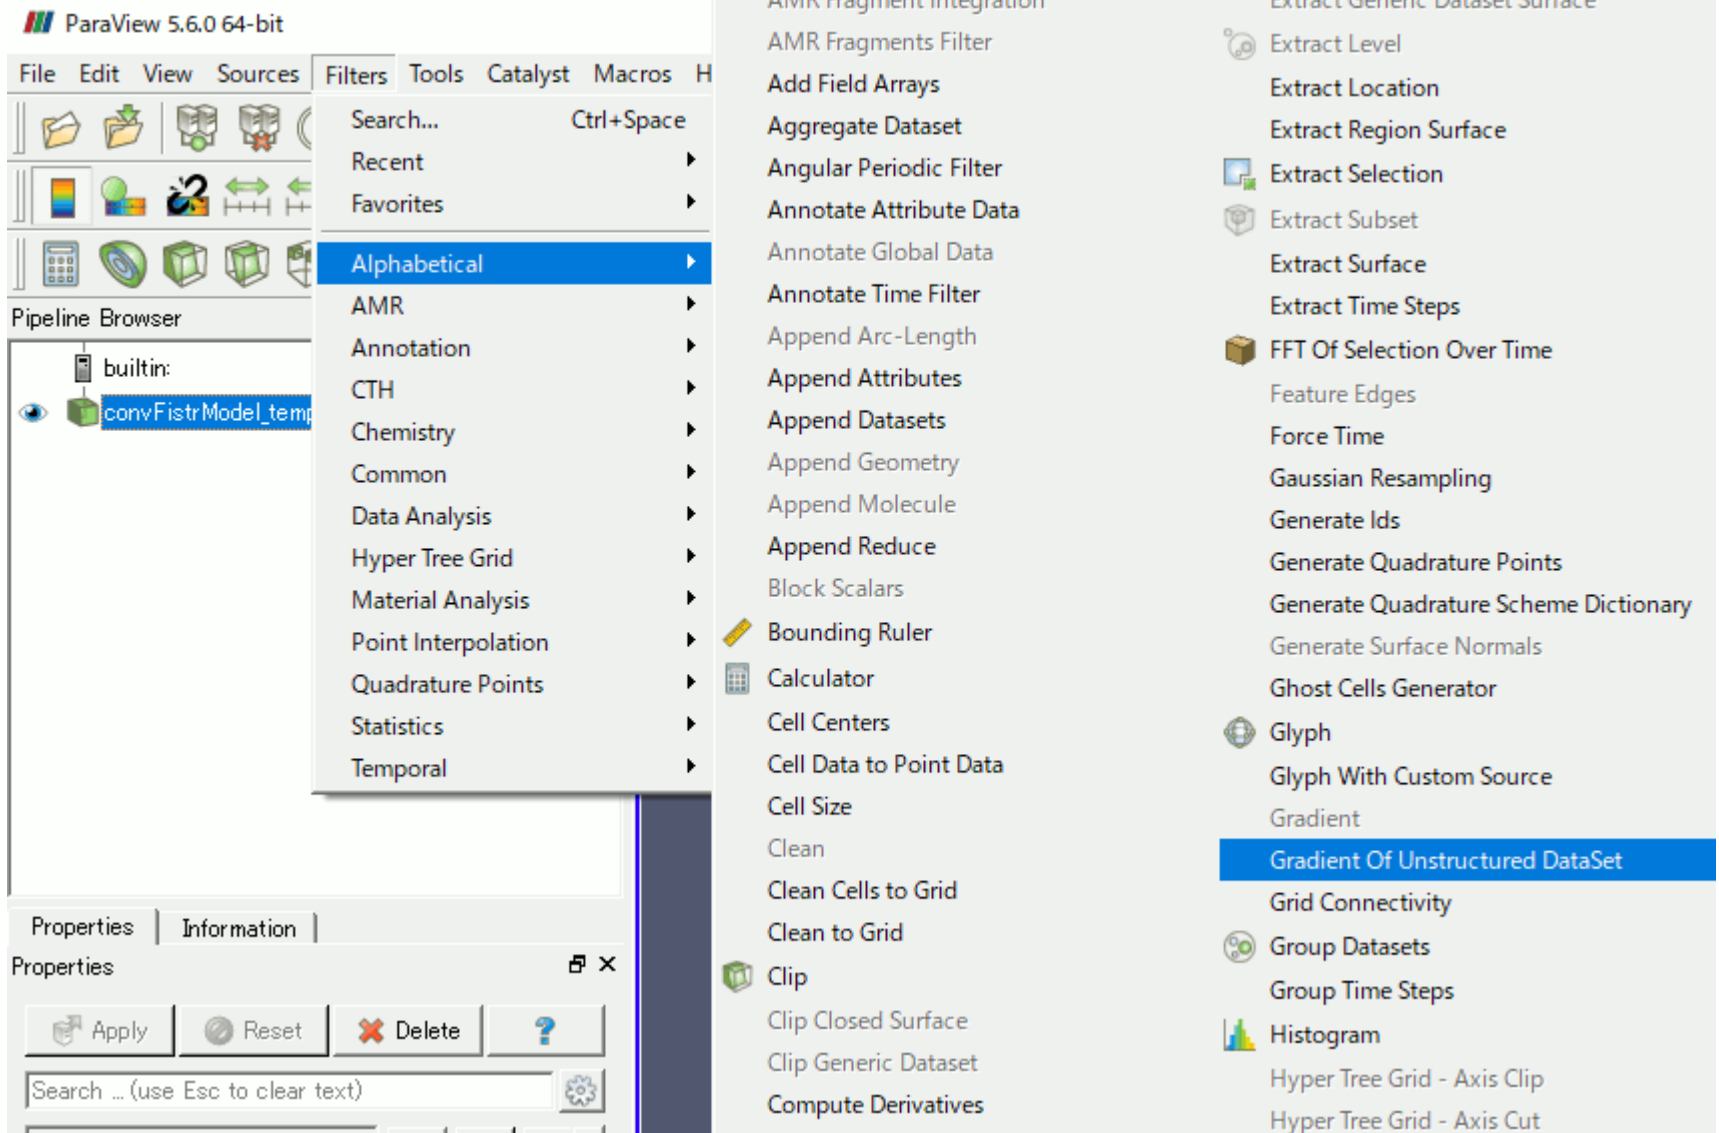 ParaView 5.6.0 64-bit
File Edit View Sources Filters Tools Catalyst Macros H
Search... Ctrl+Space
Recent
Favorites
Alphabetical
AMR
Annotation
CTH
Chemistry
Common
Data Analysis
Hyper Tree Grid
Material Analysis
Point Interpolation
Quadrature Points
Statistics
Temporal
Pipeline Browser
builtin:
convFistrModel_temp
Properties Information
Properties
Apply Reset Delete ?
Search ... (use Esc to clear text)
AMR Fragment Integration
AMR Fragments Filter
Add Field Arrays
Aggregate Dataset
Angular Periodic Filter
Annotate Attribute Data
Annotate Global Data
Annotate Time Filter
Append Arc-Length
Append Attributes
Append Datasets
Append Geometry
Append Molecule
Append Reduce
Block Scalars
Bounding Ruler
Calculator
Cell Centers
Cell Data to Point Data
Cell Size
Clean
Clean Cells to Grid
Clean to Grid
Clip
Clip Closed Surface
Clip Generic Dataset
Compute Derivatives
Extract Generic Dataset Surface
Extract Level
Extract Location
Extract Region Surface
Extract Selection
Extract Subset
Extract Surface
Extract Time Steps
FFT Of Selection Over Time
Feature Edges
Force Time
Gaussian Resampling
Generate Ids
Generate Quadrature Points
Generate Quadrature Scheme Dictionary
Generate Surface Normals
Ghost Cells Generator
Glyph
Glyph With Custom Source
Gradient
Gradient Of Unstructured DataSet
Grid Connectivity
Group Datasets
Group Time Steps
Histogram
Hyper Tree Grid - Axis Clip
Hyper Tree Grid - Axis Cut